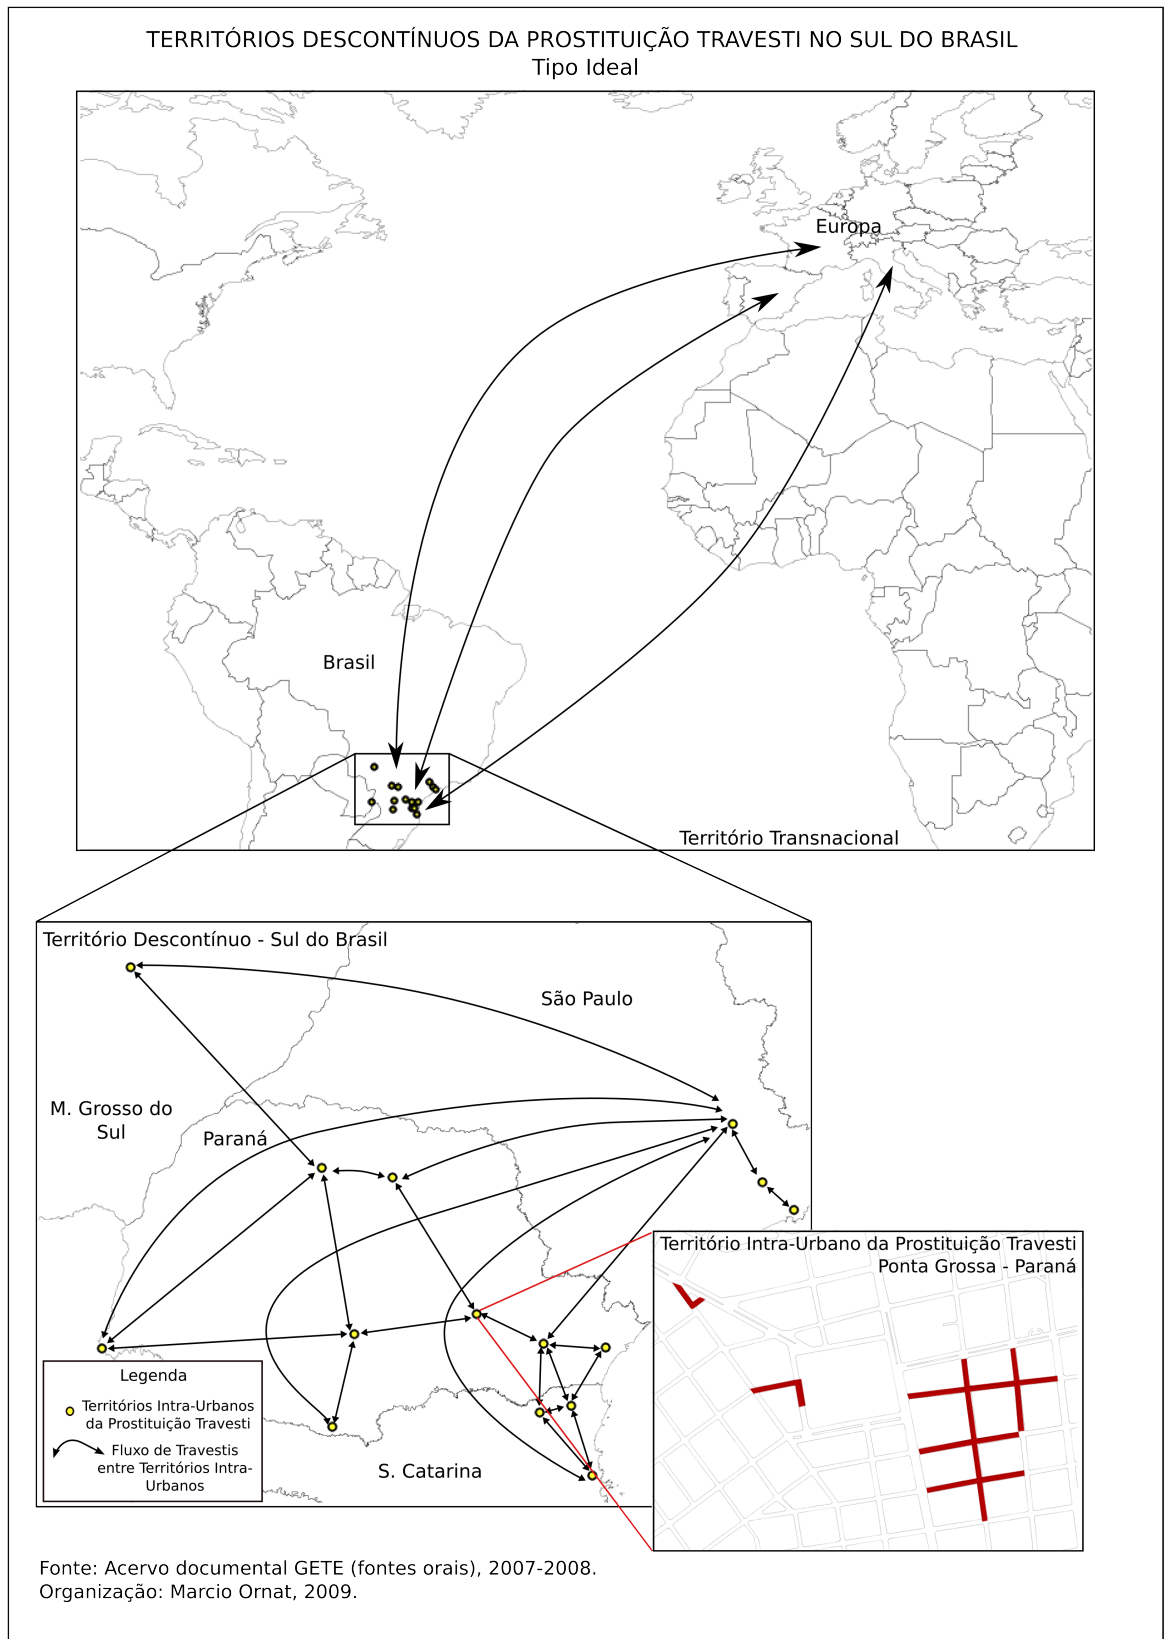 TERRITÓRIOS DESCONTÍNUOS DA PROSTITUIÇÃO TRAVESTI NO SUL DO BRASIL
Tipo Ideal
Europa
Brasil
Território Transnacional
Território Descontínuo - Sul do Brasil
São Paulo
M. Grosso do
Sul
Paraná
Território Intra-Urbano da Prostituição Travesti
Ponta Grossa - Paraná
Legenda
Territórios Intra-Urbanos
da Prostituição Travesti
Fluxo de Travestis
entre Territórios Intra-
Urbanos
S. Catarina
Fonte: Acervo documental GETE (fontes orais), 2007-2008.
Organização: Marcio Ornat, 2009.